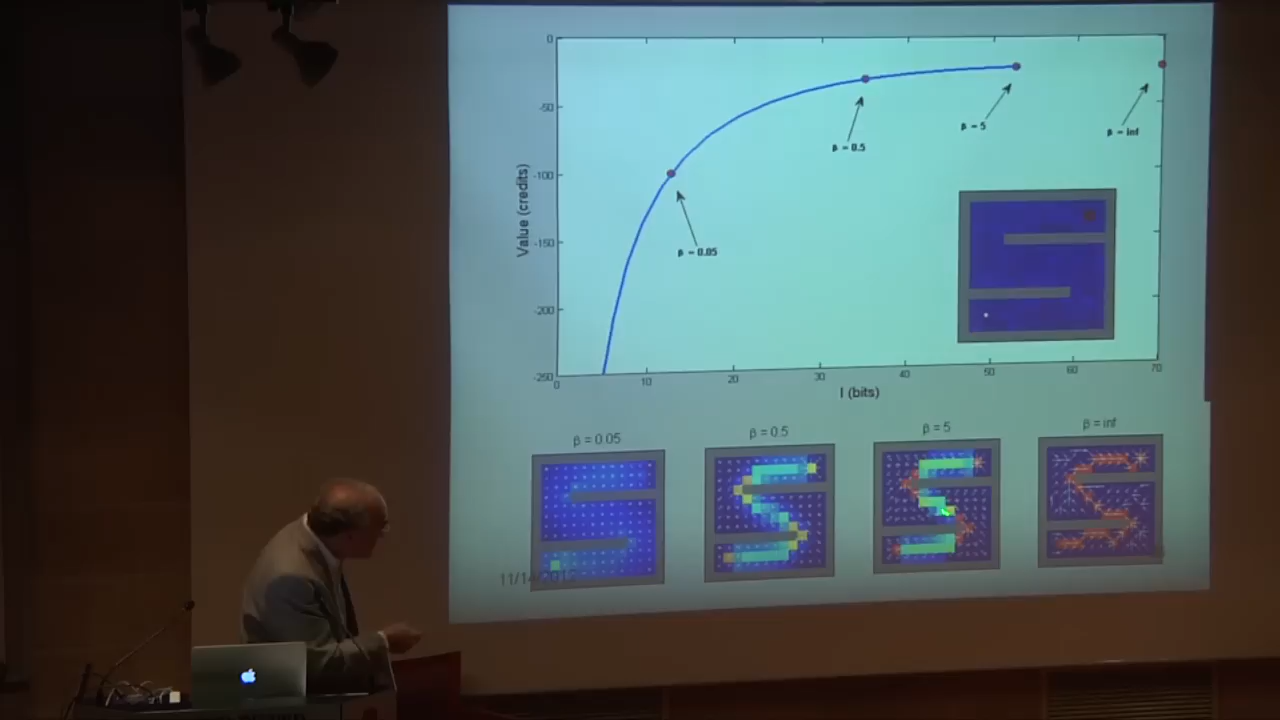 0
-50
-100
-150
-200
-250
Value (credits)
β = 0.5
β = 5
β = inf
β = 0.05
0 10 20 30 40 50 60 70
I (bits)
β = 0.05 β = 0.5 β = 5 β = inf